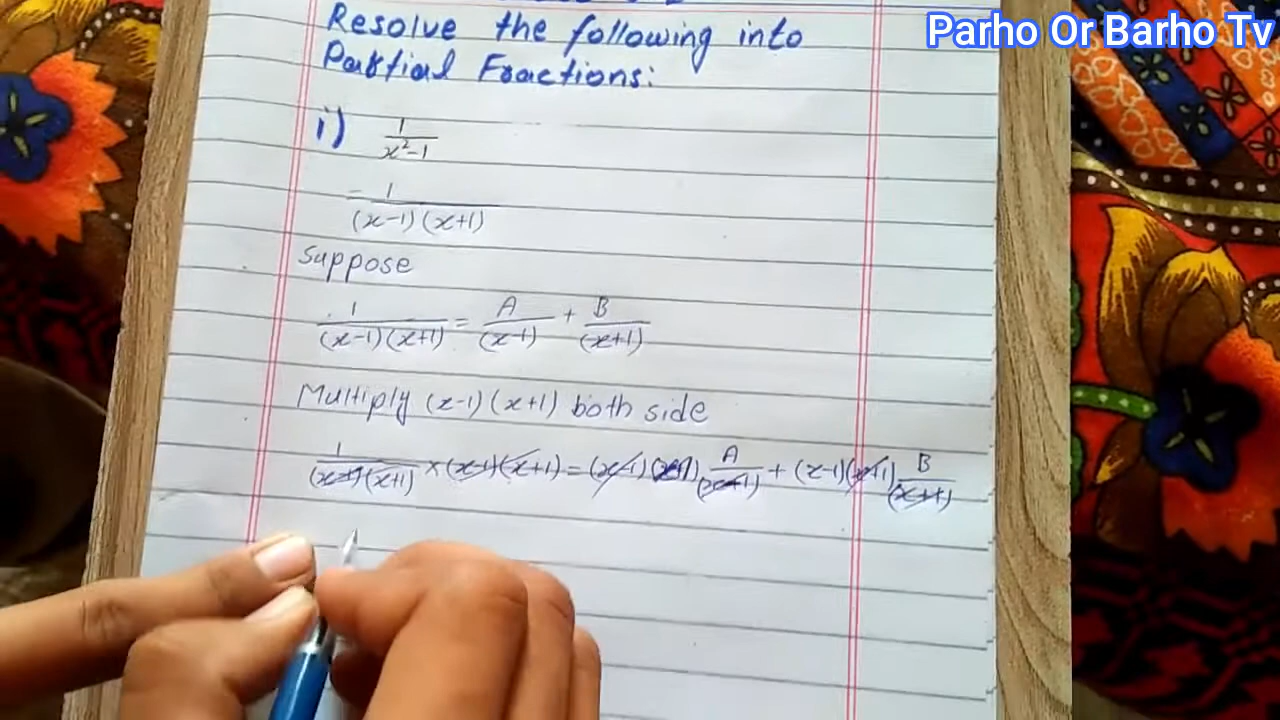 Parho Or Barho Tv
Resolve the following into
Partial Fractions:
i) 1/(x²-1)
= 1/((x-1)(x+1))
Suppose
1/((x-1)(x+1)) = A/(x-1) + B/(x+1)
Multiply (x-1)(x+1) both side
1/((x-1)(x+1)) × (x-1)(x+1) = (x-1)(x+1) A/(x-1) + (x-1)(x+1) B/(x+1)